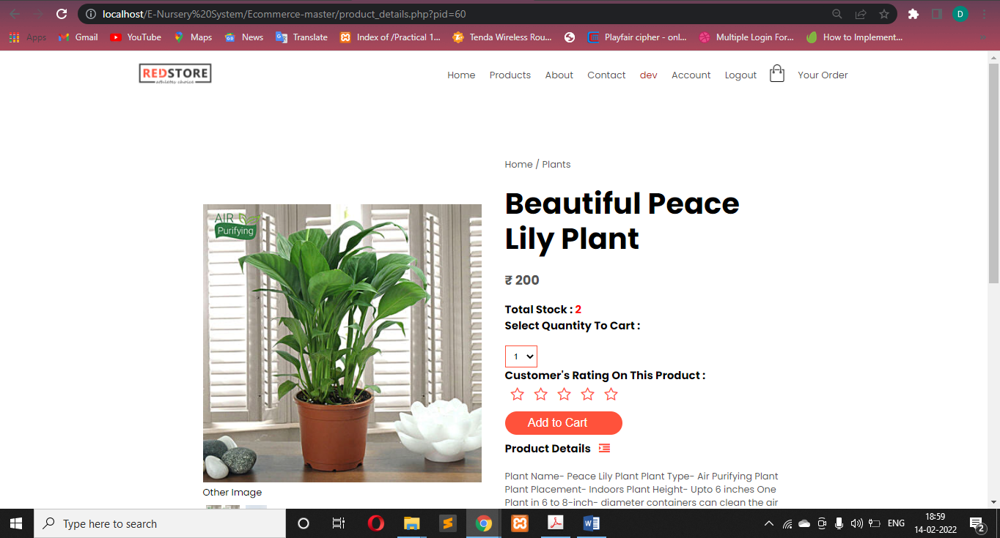 localhost/E-Nursery%20System/Ecommerce-master/product_details.php?pid=60
D
Apps Gmail YouTube Maps News Translate Index of /Practical 1... Tenda Wireless Rou... Playfair cipher - onl... Multiple Login For... How to Implement...
REDSTORE
athletes choice
Home Products About Contact dev Account Logout Your Order
Home / Plants
Beautiful Peace
Lily Plant
₹ 200
AIR
Purifying
Total Stock : 2
Select Quantity To Cart :
1
Customer's Rating On This Product :
Add to Cart
Product Details
Other Image
Plant Name- Peace Lily Plant Plant Type- Air Purifying Plant
Plant Placement- Indoors Plant Height- Upto 6 inches One
Plant in 6 to 8-inch- diameter containers can clean the air
Type here to search
ENG
18:59
14-02-2022
2